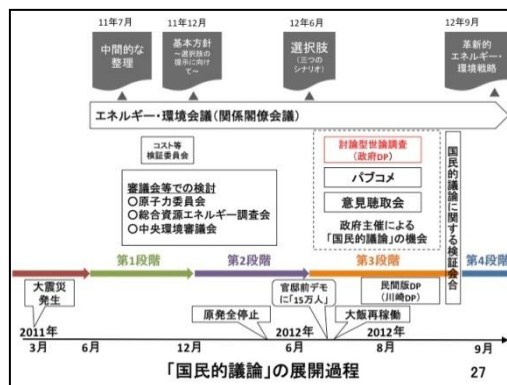 11年7月
11年12月
12年6月
12年9月
中間的な
整理
基本方針
～選択肢の
提示に向け
て～
選択肢
(三つの
シナリオ)
革新的
エネルギー・
環境戦略
エネルギー・環境会議(関係閣僚会議)
コスト等
検証委員会
審議会等での検討
○原子力委員会
○総合資源エネルギー調査会
○中央環境審議会
討論型世論調査
(政府DP)
パブコメ
意見聴取会
政府主催による
「国民的議論」の機会
国民的議論に関する検証会合
第1段階
第2段階
第3段階
第4段階
大震災
発生
原発全停止
官邸前デモ
に「15万人」
大飯再稼働
民間版DP
(川崎DP)
2011年
3月
6月
12月
2012年
6月
2012年
8月
9月
「国民的議論」の展開過程
27